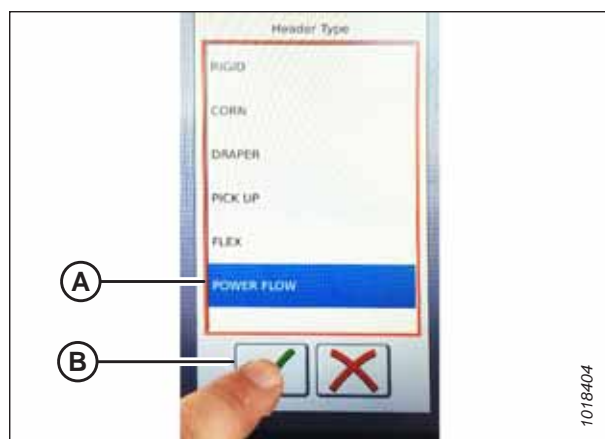 Header Type
RIGID
CORN
DRAPER
PICK UP
FLEX
A
POWER FLOW
B
1018404